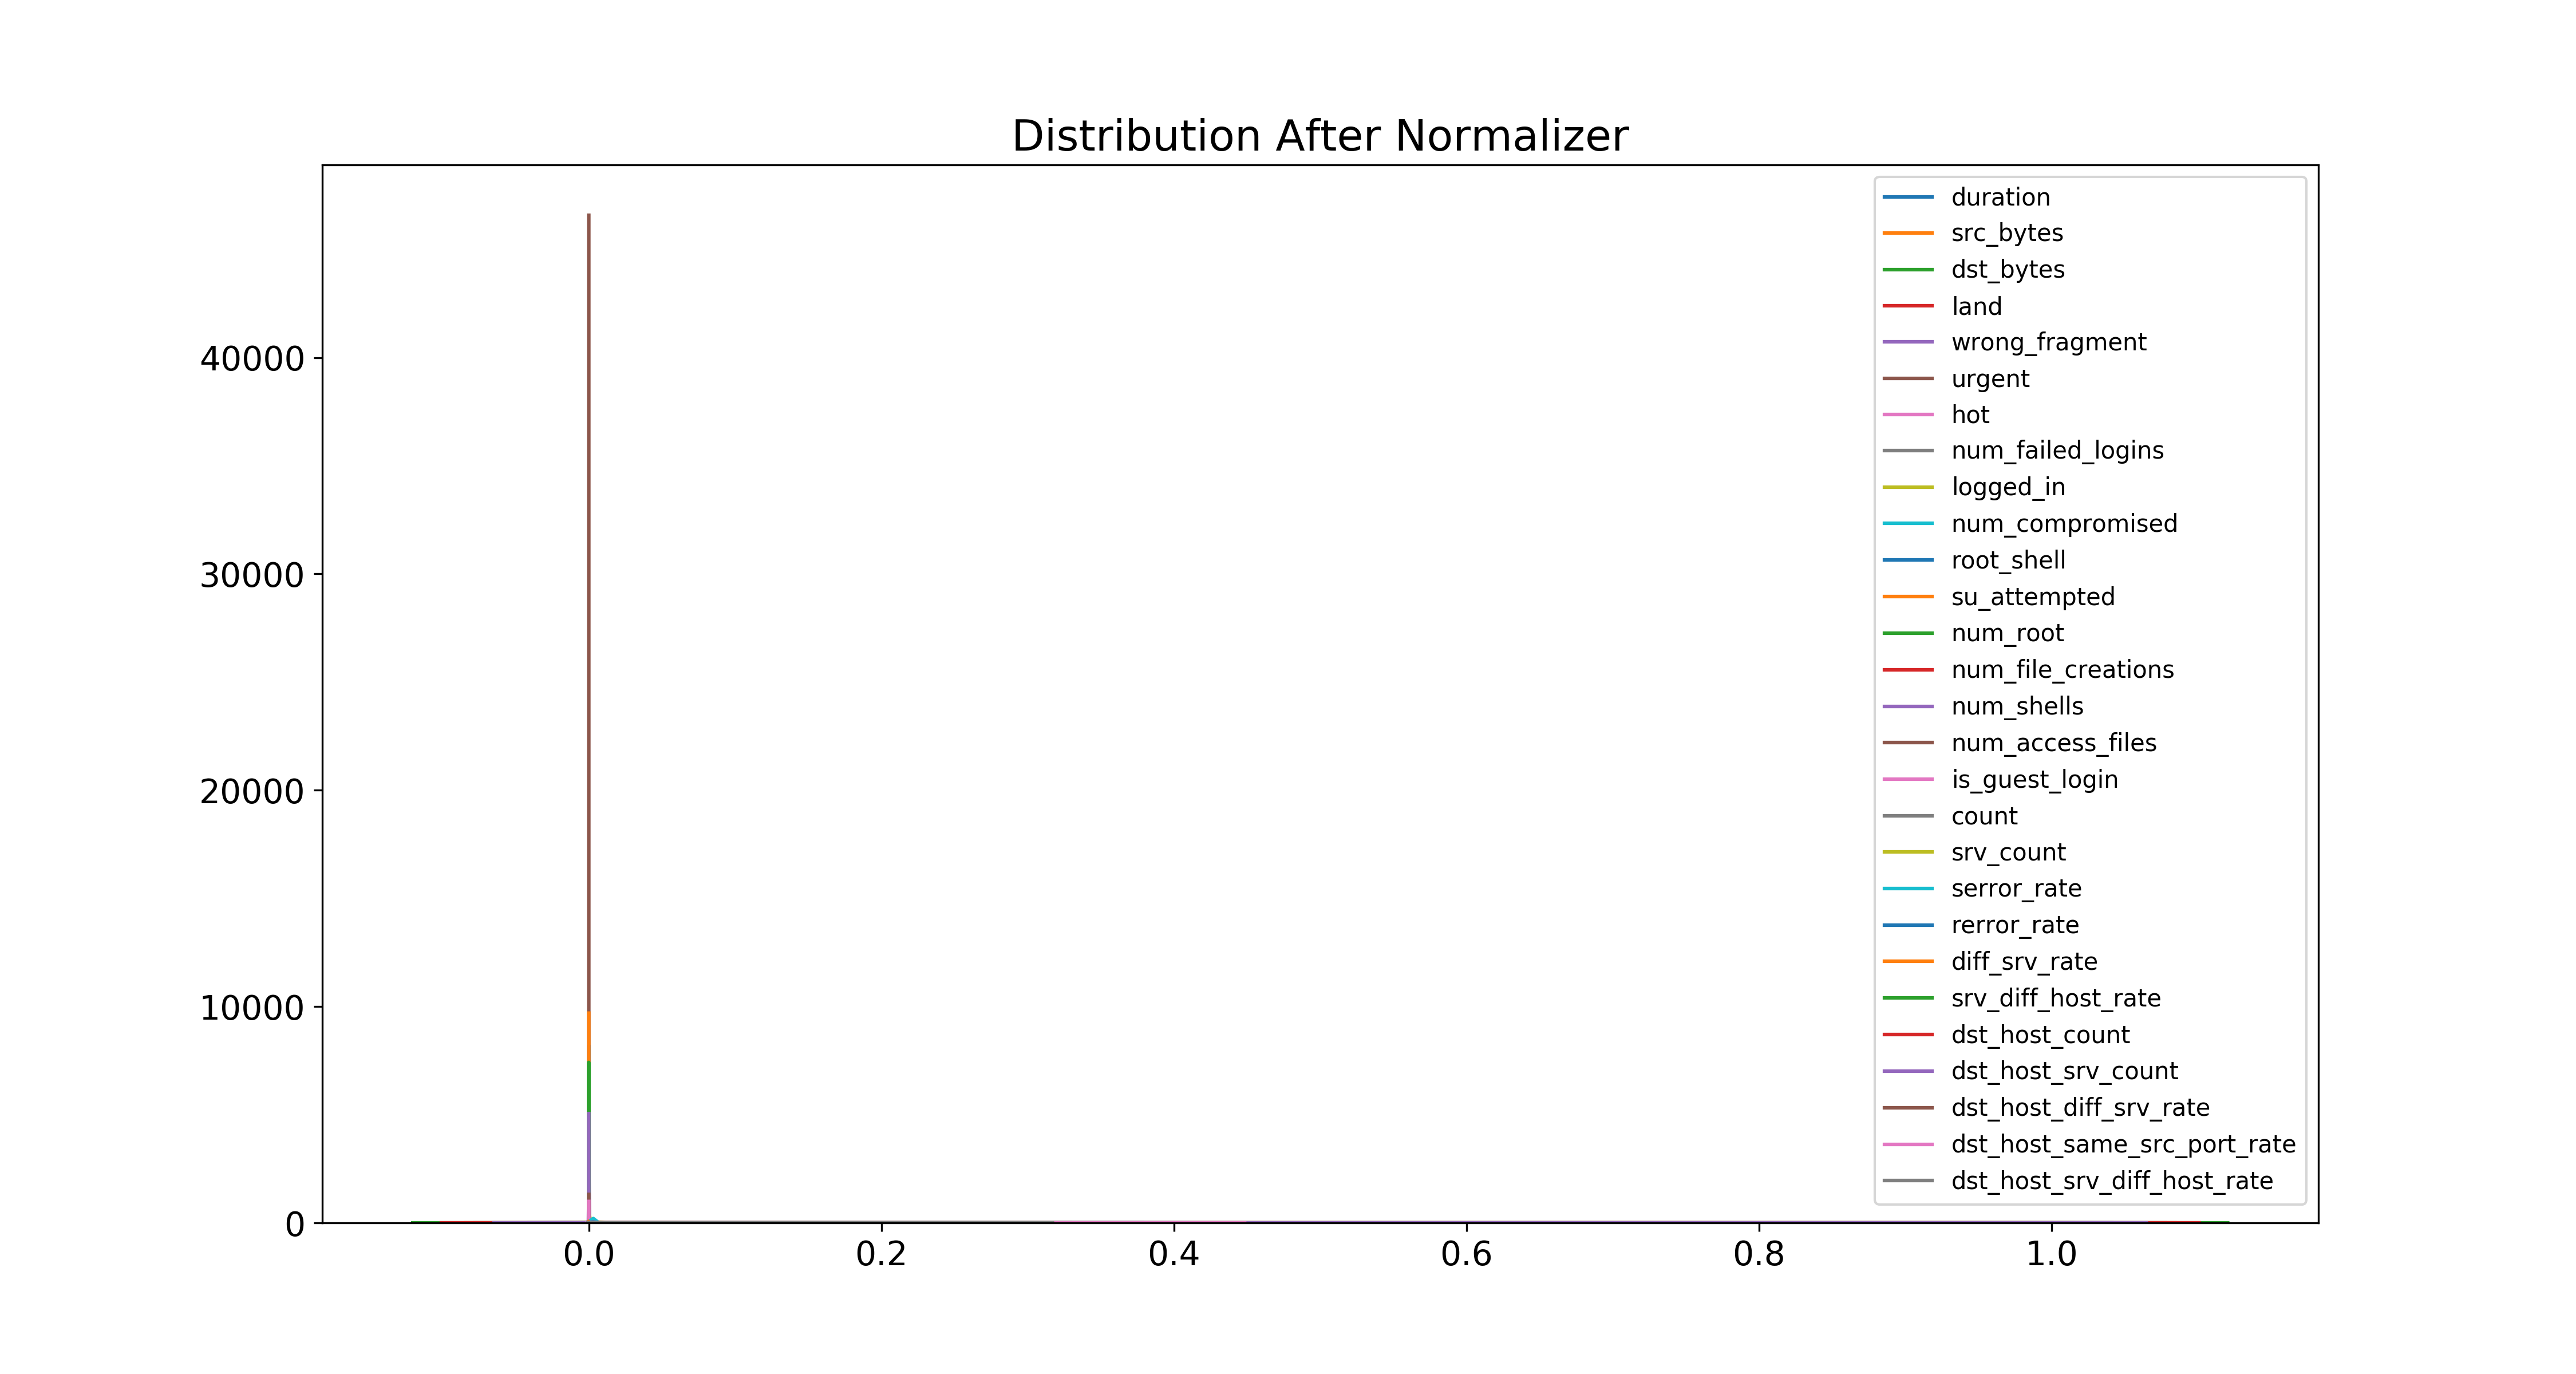 Distribution After Normalizer
40000
30000
20000
10000
0
0.0 0.2 0.4 0.6 0.8 1.0
duration
src_bytes
dst_bytes
land
wrong_fragment
urgent
hot
num_failed_logins
logged_in
num_compromised
root_shell
su_attempted
num_root
num_file_creations
num_shells
num_access_files
is_guest_login
count
srv_count
serror_rate
rerror_rate
diff_srv_rate
srv_diff_host_rate
dst_host_count
dst_host_srv_count
dst_host_diff_srv_rate
dst_host_same_src_port_rate
dst_host_srv_diff_host_rate